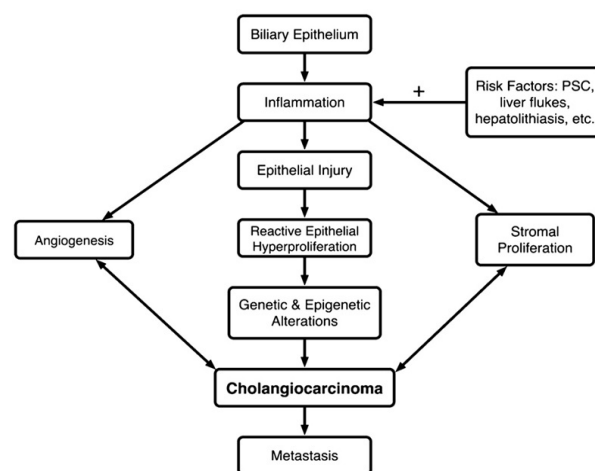 Biliary Epithelium
+
Risk Factors: PSC,
liver flukes,
hepatolithiasis, etc.
Inflammation
Epithelial Injury
Angiogenesis
Reactive Epithelial
Hyperproliferation
Stromal
Proliferation
Genetic & Epigenetic
Alterations
Cholangiocarcinoma
Metastasis